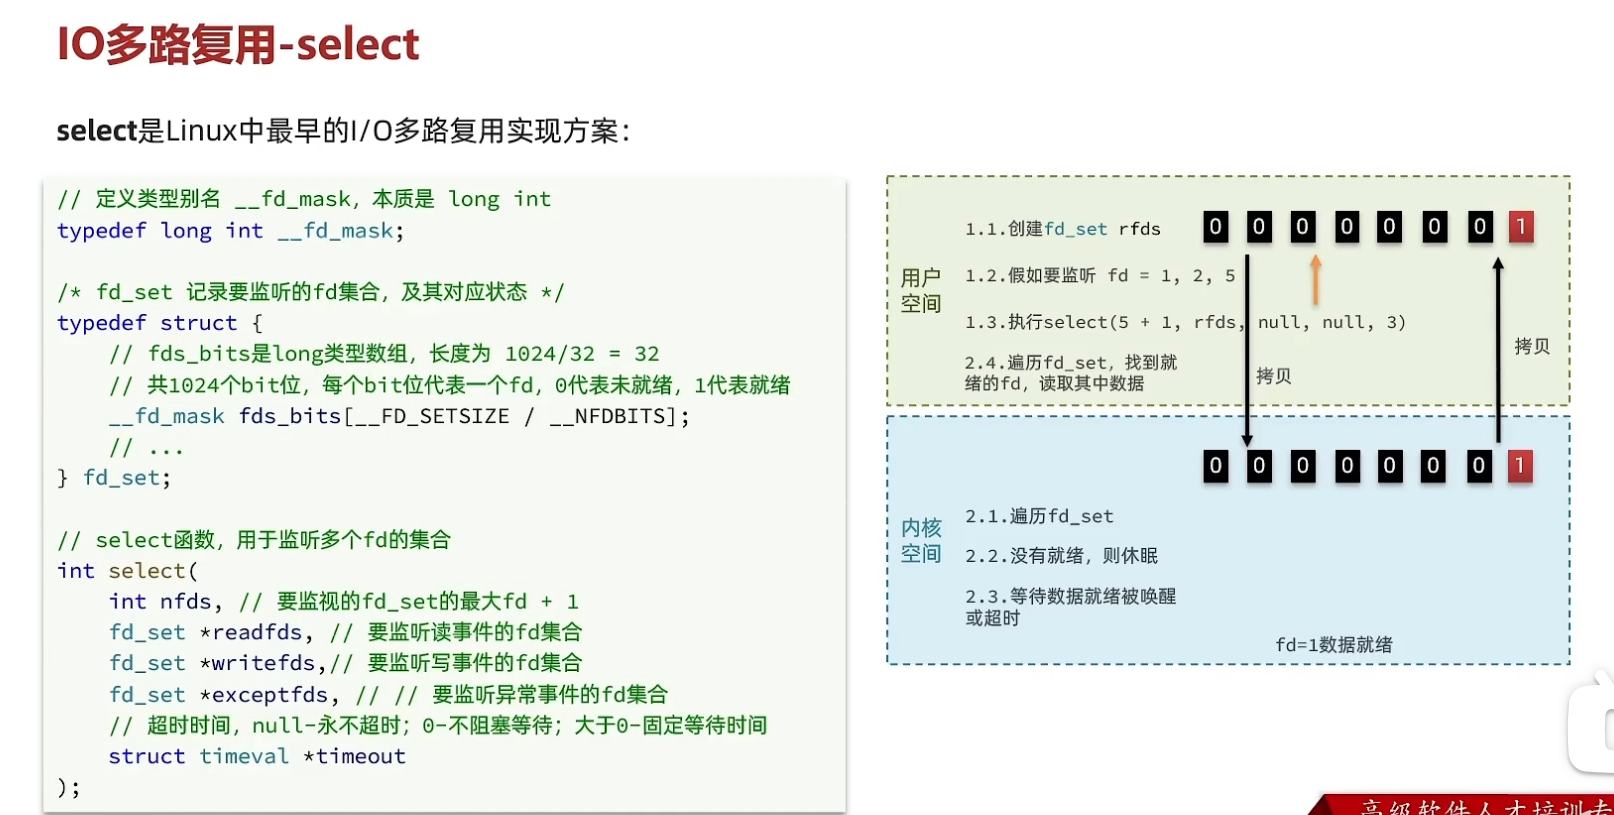 IO多路复用-select
select是Linux中最早的I/O多路复用实现方案：
// 定义类型别名 __fd_mask，本质是 long int
typedef long int __fd_mask;
/* fd_set 记录要监听的fd集合，及其对应状态 */
typedef struct {
// fds_bits是long类型数组，长度为 1024/32 = 32
// 共1024个bit位，每个bit位代表一个fd，0代表未就绪，1代表就绪
__fd_mask fds_bits[__FD_SETSIZE / __NFDBITS];
// ...
} fd_set;
// select函数，用于监听多个fd的集合
int select(
int nfds, // 要监视的fd_set的最大fd + 1
fd_set *readfds, // 要监听读事件的fd集合
fd_set *writefds,// 要监听写事件的fd集合
fd_set *exceptfds, // // 要监听异常事件的fd集合
// 超时时间，null-永不超时；0-不阻塞等待；大于0-固定等待时间
struct timeval *timeout
);
用户
空间
1.1.创建fd_set rfds
0 0 0 0 0 0 0 1
1.2.假如要监听 fd = 1, 2, 5
1.3.执行select(5 + 1, rfds, null, null, 3)
2.4.遍历fd_set，找到就
绪的fd，读取其中数据
拷贝
拷贝
内核
空间
0 0 0 0 0 0 0 1
2.1.遍历fd_set
2.2.没有就绪，则休眠
2.3.等待数据就绪被唤醒
或超时
fd=1数据就绪
高级软件人才培训专